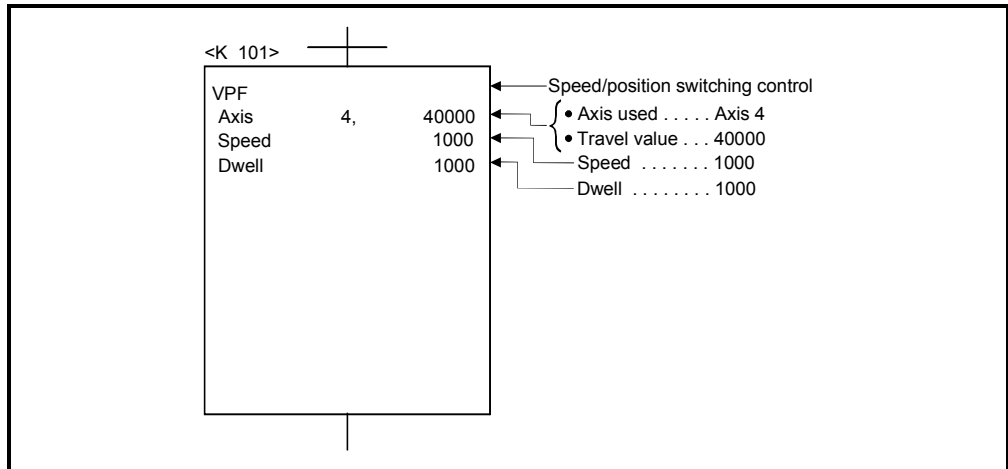 <K 101>
VPF
Axis 4, 40000
Speed 1000
Dwell 1000
Speed/position switching control
• Axis used . . . . . Axis 4
• Travel value . . . 40000
Speed . . . . . . . 1000
Dwell . . . . . . . . 1000